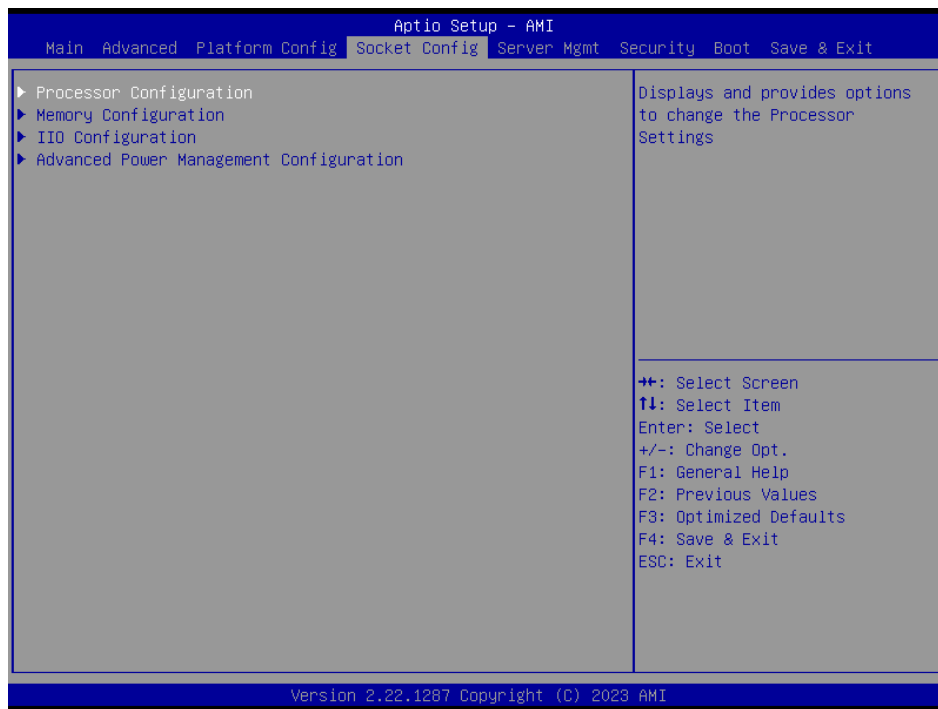 Aptio Setup - AMI
Main Advanced Platform Config Socket Config Server Mgmt Security Boot Save & Exit
▶ Processor Configuration
▶ Memory Configuration
▶ IIO Configuration
▶ Advanced Power Management Configuration
Displays and provides options
to change the Processor
Settings
→←: Select Screen
↑↓: Select Item
Enter: Select
+/-: Change Opt.
F1: General Help
F2: Previous Values
F3: Optimized Defaults
F4: Save & Exit
ESC: Exit
Version 2.22.1287 Copyright (C) 2023 AMI